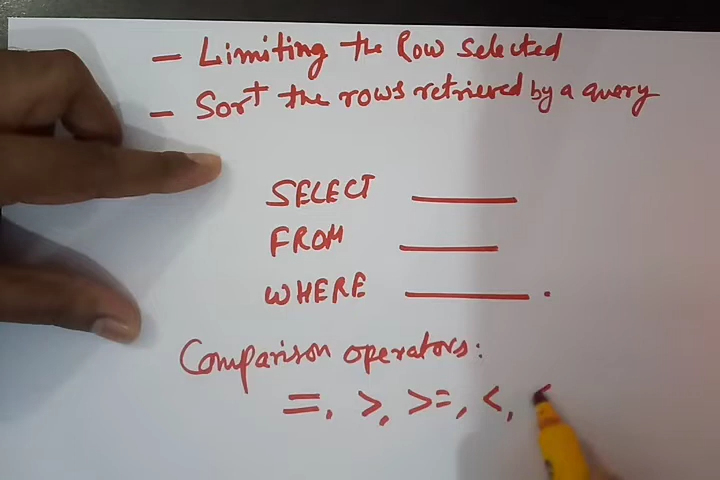 - Limiting the Row selected
- Sort the rows retrieved by a query
SELECT ______
FROM ______
WHERE ______ .
Comparison operators:
=, >, >=, <,